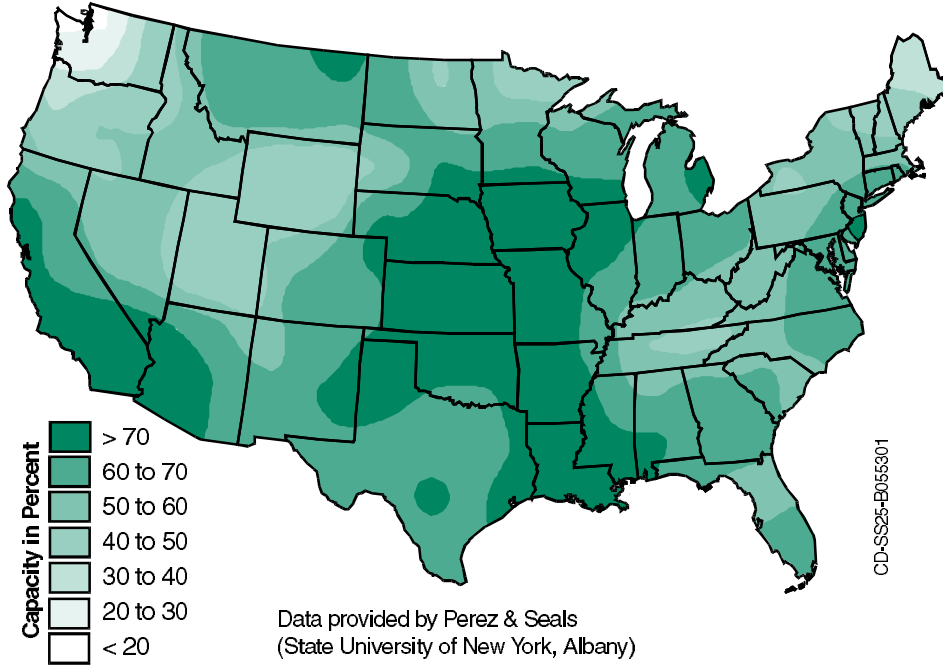 Capacity in Percent
> 70
60 to 70
50 to 60
40 to 50
30 to 40
20 to 30
< 20
Data provided by Perez & Seals
(State University of New York, Albany)
CD-SS25-B055301